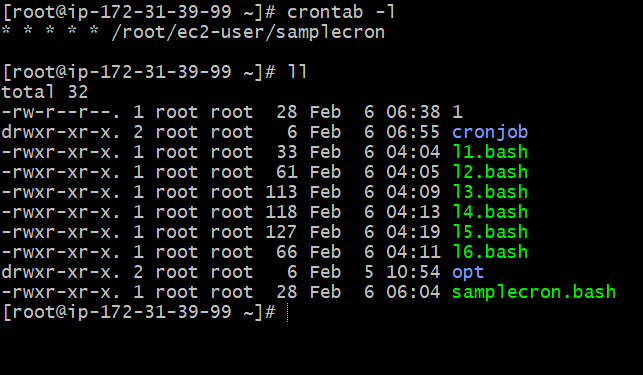 [root@ip-172-31-39-99 ~]# crontab -l
* * * * * /root/ec2-user/samplecron
[root@ip-172-31-39-99 ~]# ll
total 32
-rw-r--r--. 1 root root  28 Feb  6 06:38 1
drwxr-xr-x. 2 root root   6 Feb  6 06:55 cronjob
-rwxr-xr-x. 1 root root  33 Feb  6 04:04 l1.bash
-rwxr-xr-x. 1 root root  61 Feb  6 04:05 l2.bash
-rwxr-xr-x. 1 root root 113 Feb  6 04:09 l3.bash
-rwxr-xr-x. 1 root root 118 Feb  6 04:13 l4.bash
-rwxr-xr-x. 1 root root 127 Feb  6 04:19 l5.bash
-rwxr-xr-x. 1 root root  66 Feb  6 04:11 l6.bash
drwxr-xr-x. 2 root root   6 Feb  5 10:54 opt
-rwxr-xr-x. 1 root root  28 Feb  6 06:04 samplecron.bash
[root@ip-172-31-39-99 ~]#